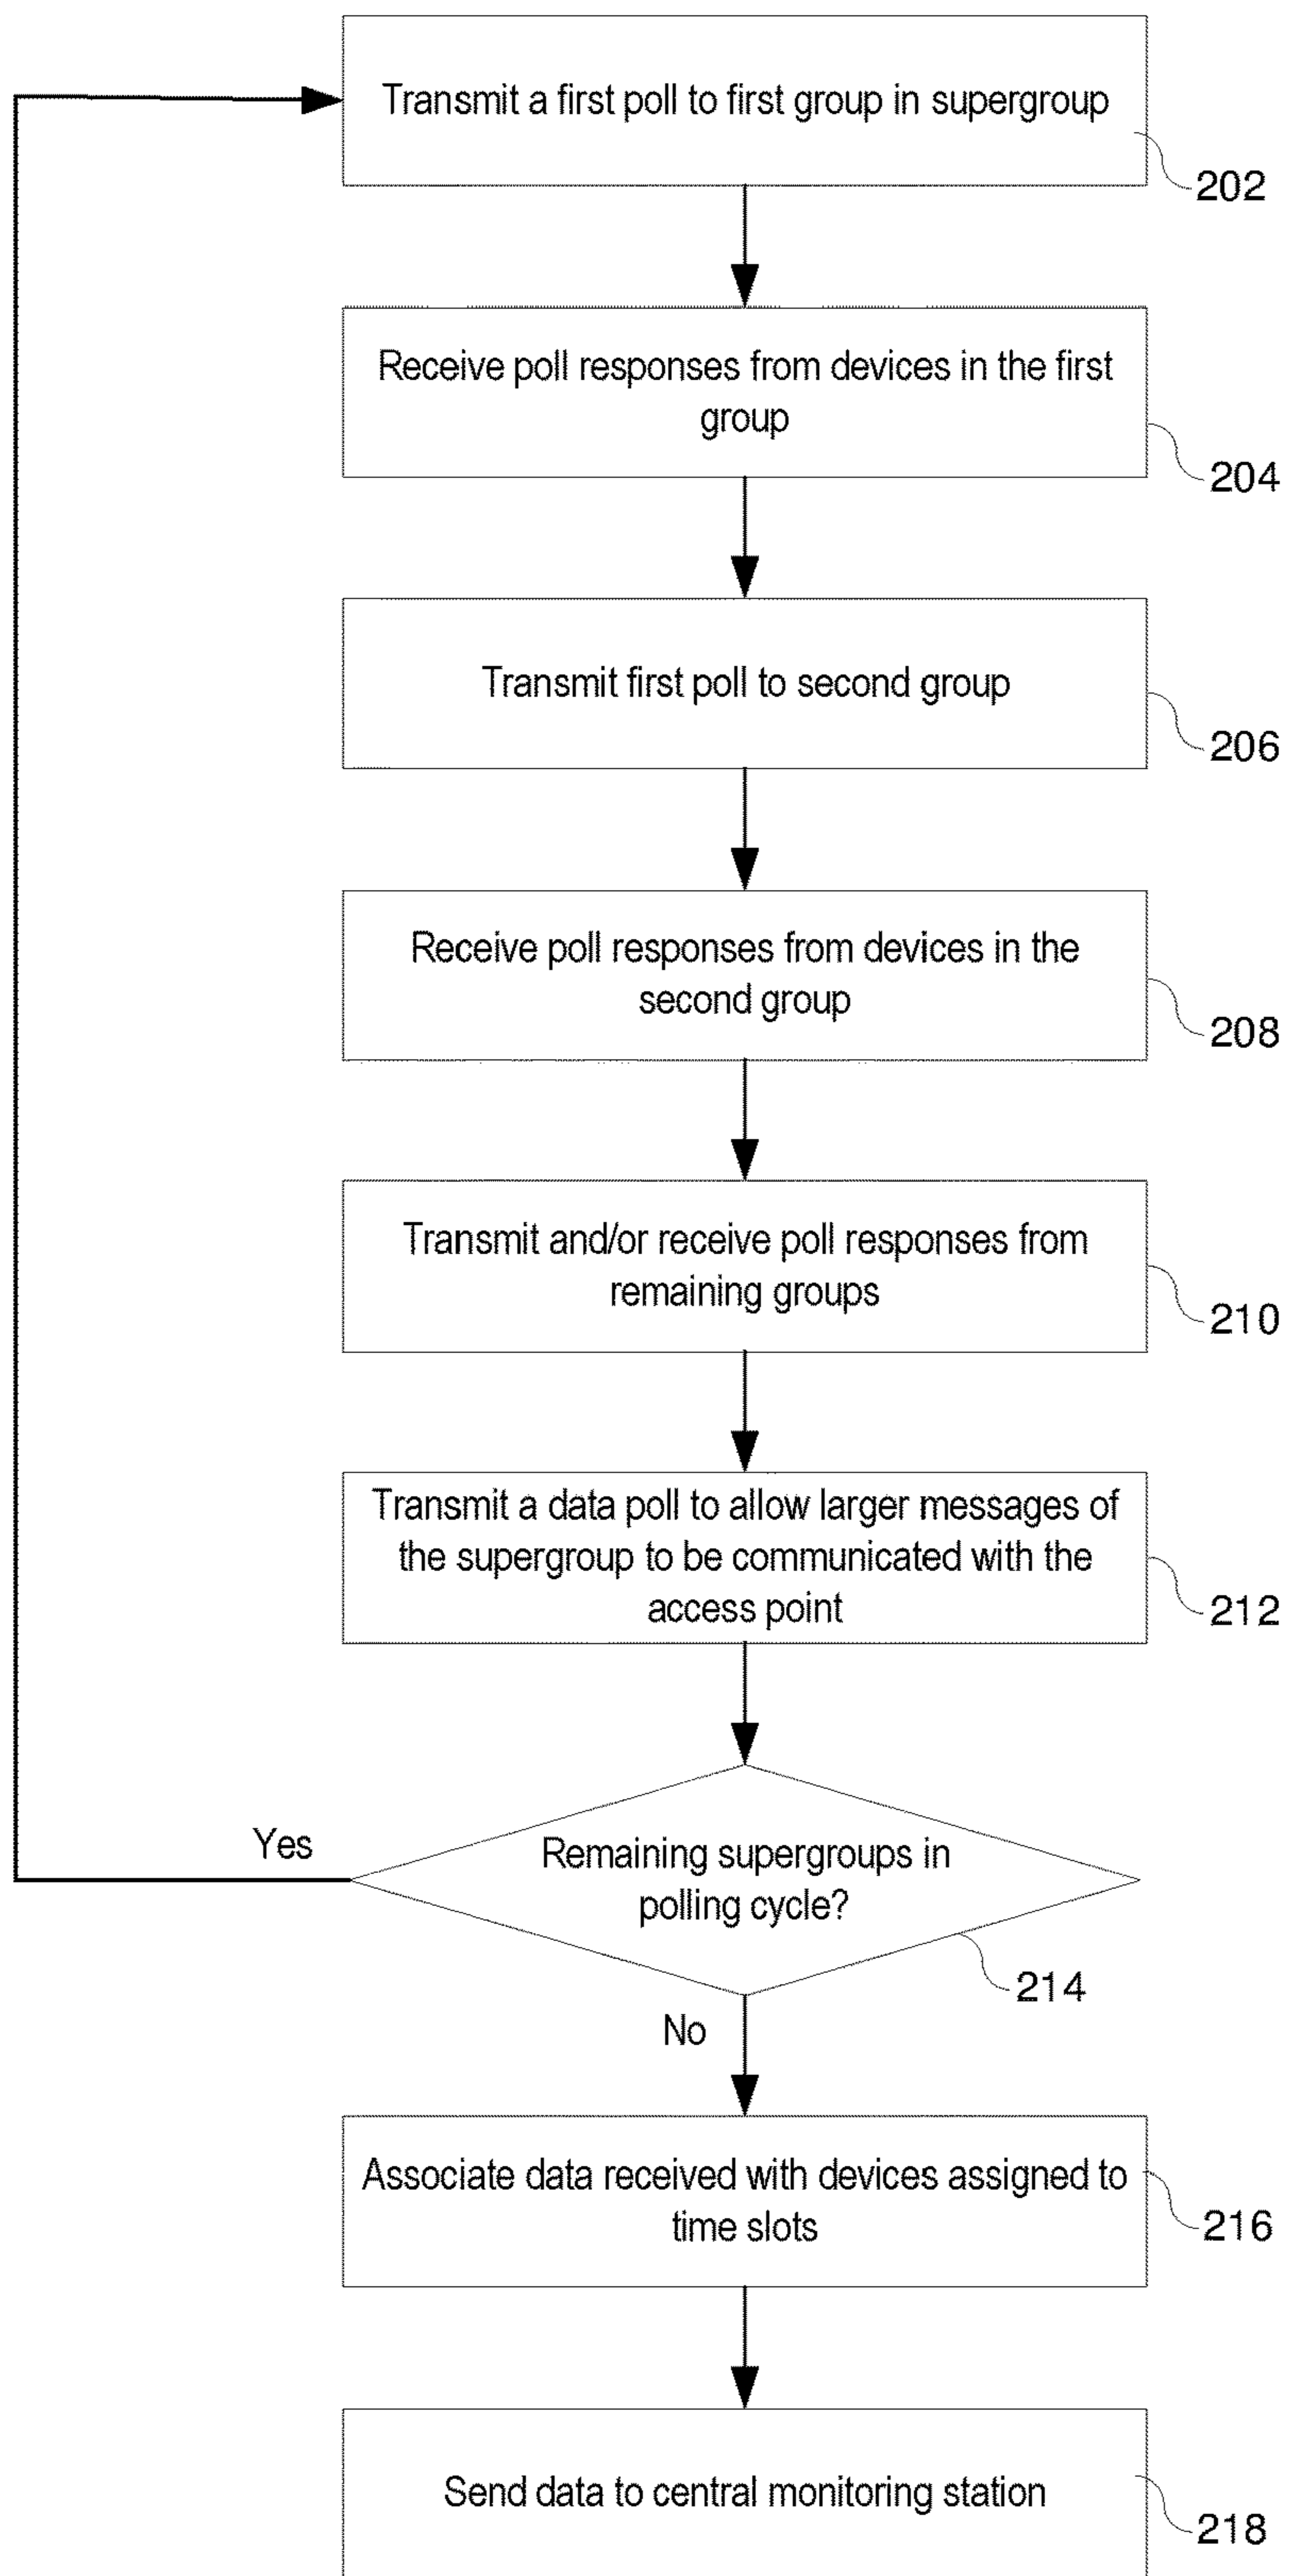 Transmit a first poll to first group in supergroup
202
Receive poll responses from devices in the first
group
204
Transmit first poll to second group
206
Receive poll responses from devices in the
second group
208
Transmit and/or receive poll responses from
remaining groups
210
Transmit a data poll to allow larger messages of
the supergroup to be communicated with the
access point
212
Yes
Remaining supergroups in
polling cycle?
214
No
Associate data received with devices assigned to
time slots
216
Send data to central monitoring station
218